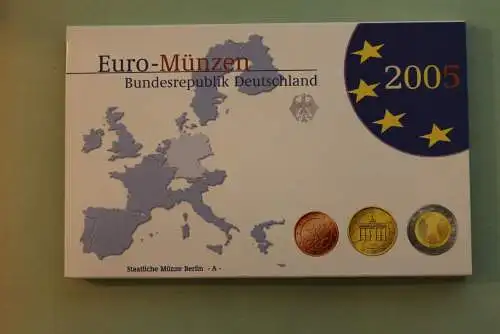 Euro-Münzen
Bundesrepublik Deutschland
2005
Staatliche Münze Berlin - A -